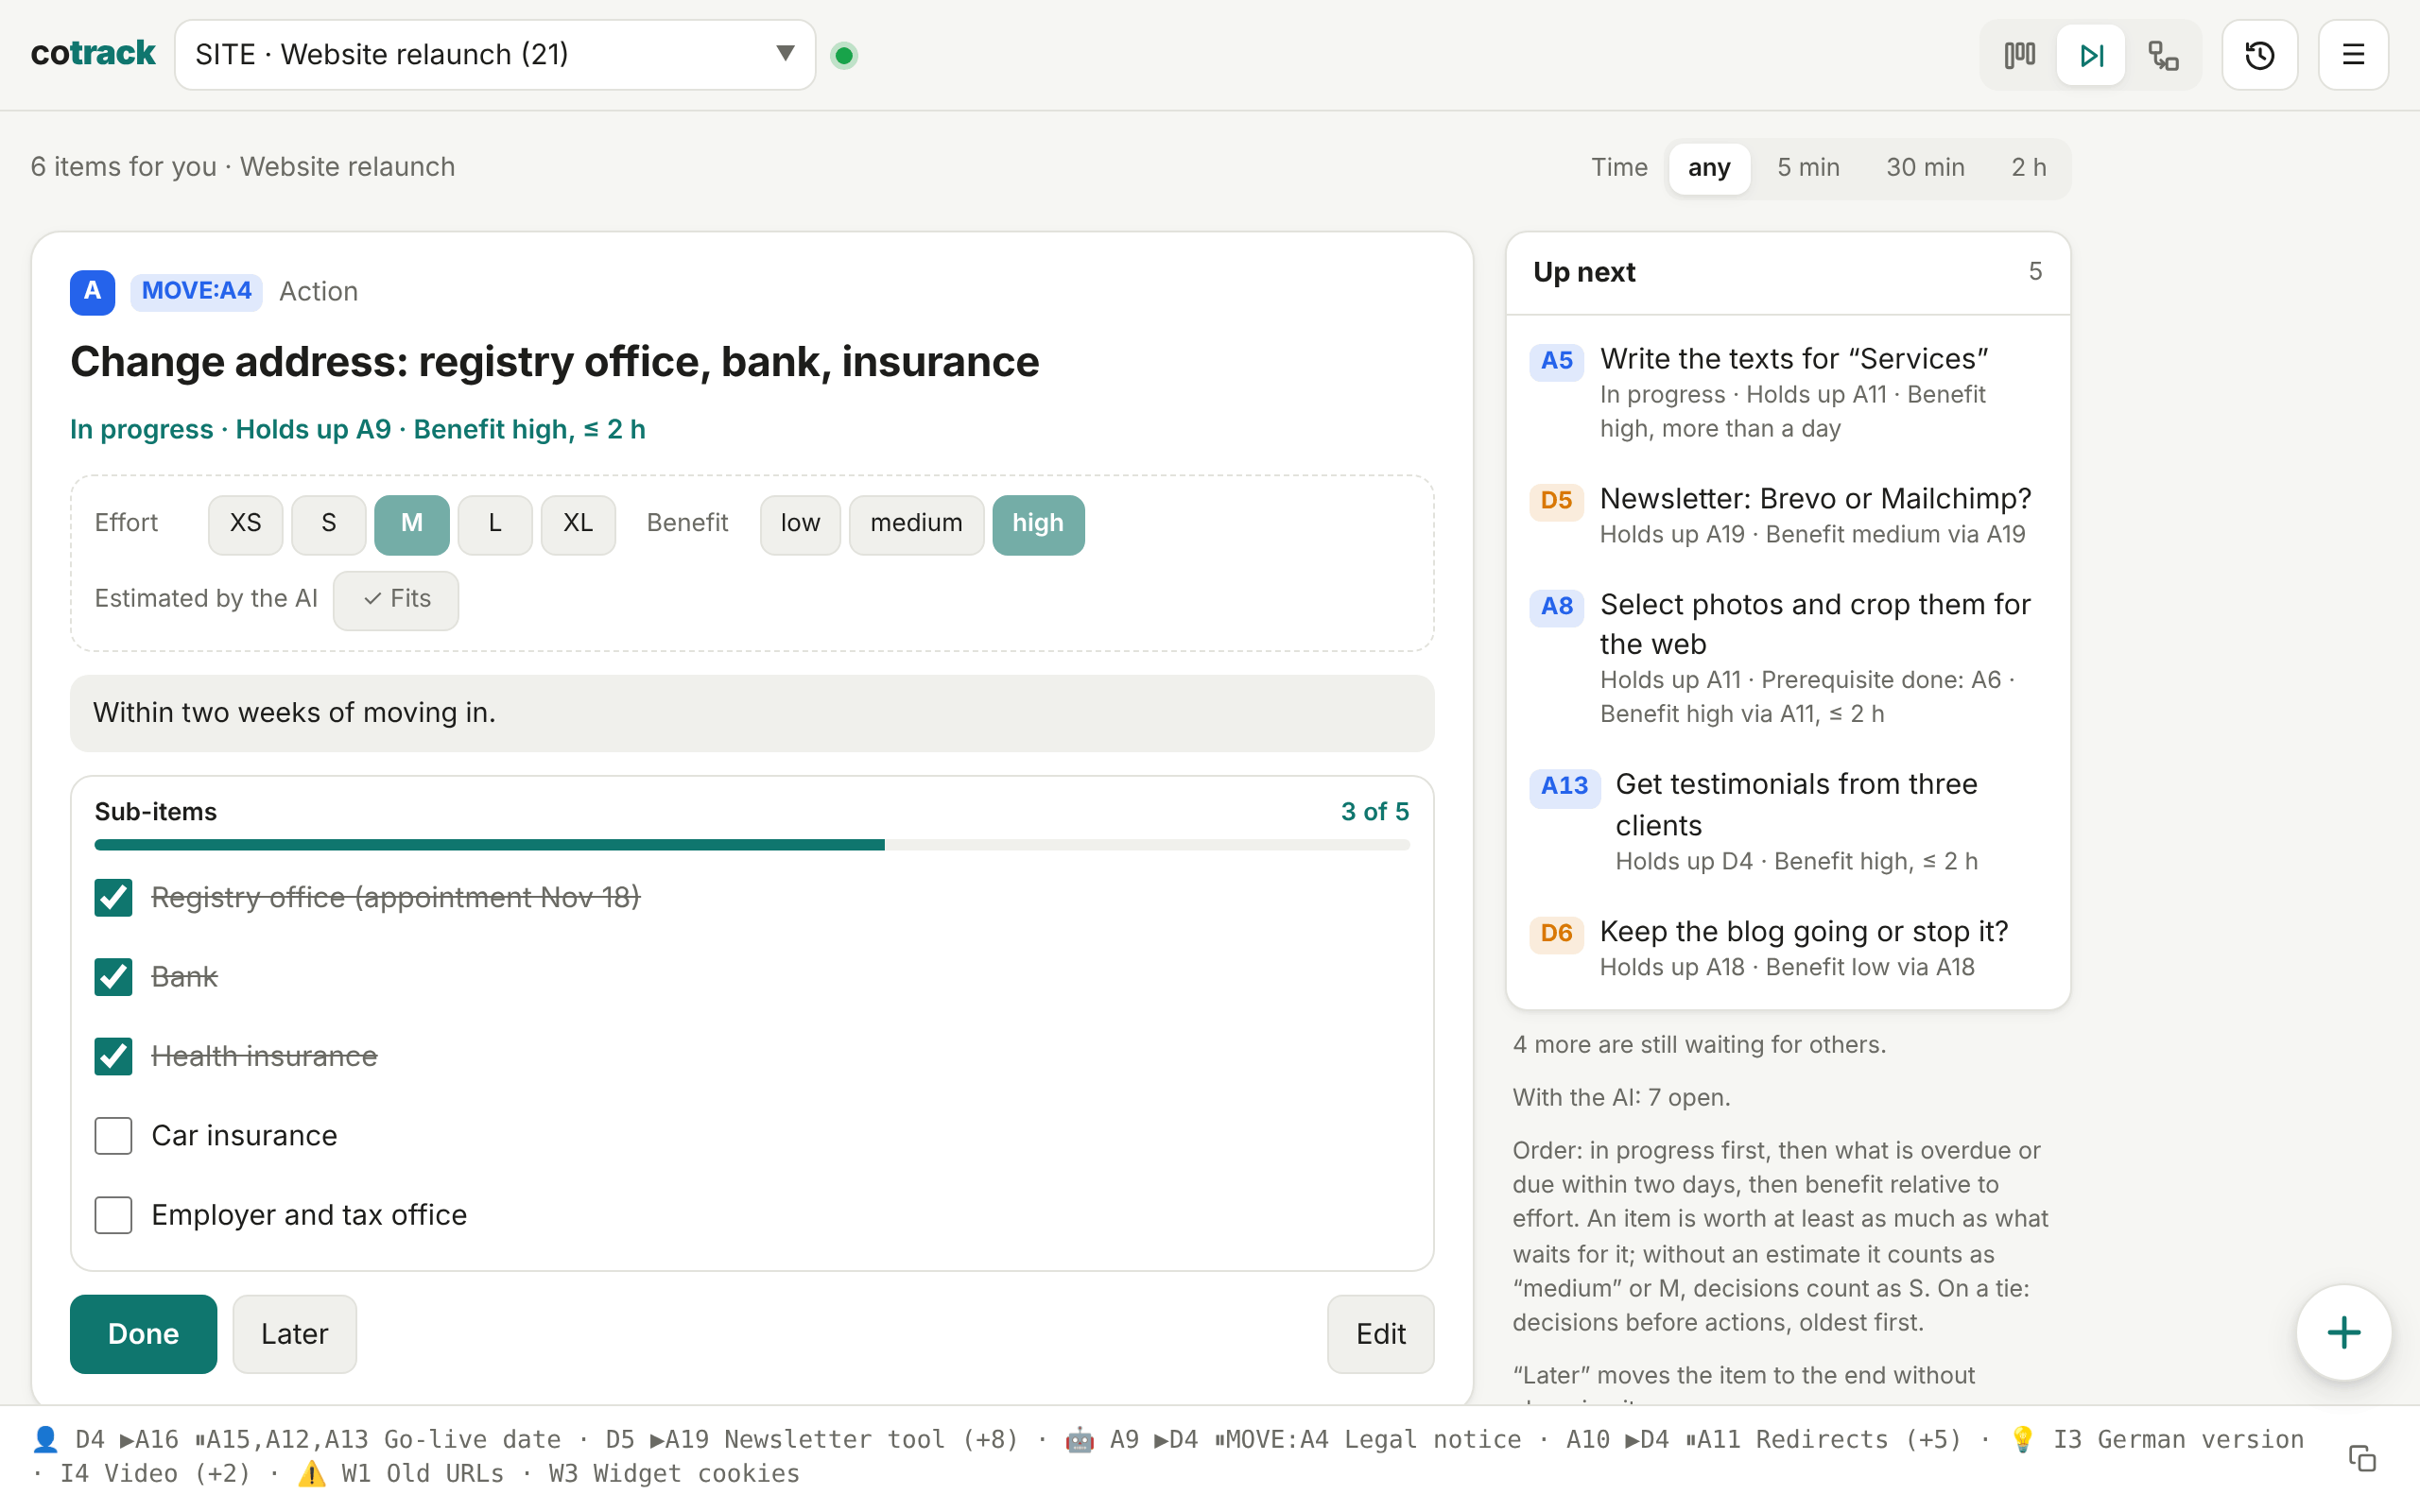 cotrack
SITE · Website relaunch (21)
6 items for you · Website relaunch
Time any 5 min 30 min 2 h
A MOVE:A4 Action
Change address: registry office, bank, insurance
In progress · Holds up A9 · Benefit high, ≤ 2 h
Effort XS S M L XL Benefit low medium high
Estimated by the AI ✓ Fits
Within two weeks of moving in.
Sub-items 3 of 5
Registry office (appointment Nov 18)
Bank
Health insurance
Car insurance
Employer and tax office
Done Later Edit
Up next 5
A5 Write the texts for “Services”
In progress · Holds up A11 · Benefit
high, more than a day
D5 Newsletter: Brevo or Mailchimp?
Holds up A19 · Benefit medium via A19
A8 Select photos and crop them for
the web
Holds up A11 · Prerequisite done: A6 ·
Benefit high via A11, ≤ 2 h
A13 Get testimonials from three
clients
Holds up D4 · Benefit high, ≤ 2 h
D6 Keep the blog going or stop it?
Holds up A18 · Benefit low via A18
4 more are still waiting for others.
With the AI: 7 open.
Order: in progress first, then what is overdue or
due within two days, then benefit relative to
effort. An item is worth at least as much as what
waits for it; without an estimate it counts as
“medium” or M, decisions count as S. On a tie:
decisions before actions, oldest first.
“Later” moves the item to the end without
👤 D4 ▶A16 ⏸A15,A12,A13 Go-live date · D5 ▶A19 Newsletter tool (+8) · 🤖 A9 ▶D4 ⏸MOVE:A4 Legal notice · A10 ▶D4 ⏸A11 Redirects (+5) · 💡 I3 German version
· I4 Video (+2) · ⚠️ W1 Old URLs · W3 Widget cookies